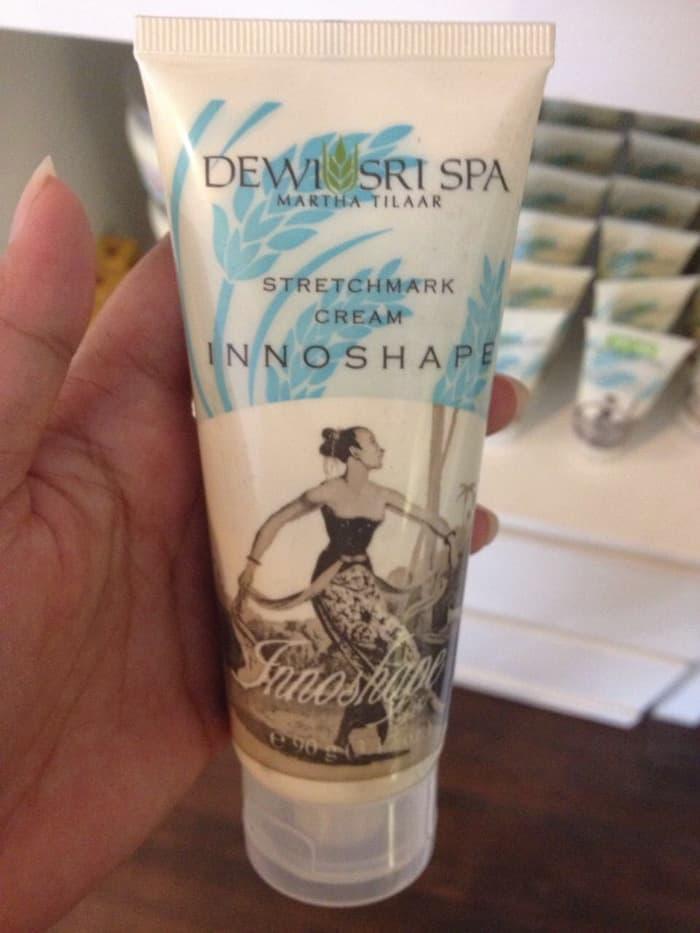 DEWI SRI SPA
MARTHA TILAAR
STRETCHMARK
CREAM
INNOSHAPE
Innoshape
e 90 g